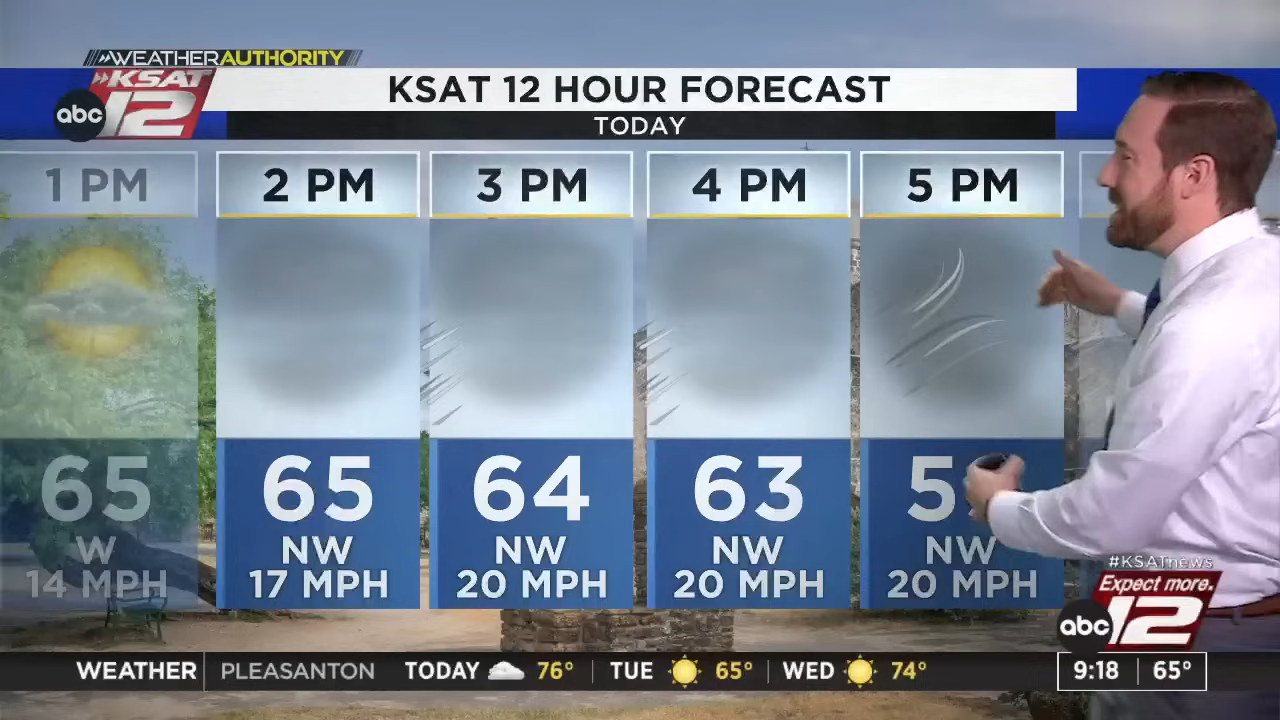 WEATHERAUTHORITY
KSAT
abc 12
KSAT 12 HOUR FORECAST
TODAY
1 PM
2 PM
3 PM
4 PM
5 PM
65
65
64
63
W
NW
NW
NW
NW
14 MPH
17 MPH
20 MPH
20 MPH
20 MPH
#KSATnews
Expect more.
abc 12
WEATHER PLEASANTON TODAY 76° TUE 65° WED 74° 9:18 65°